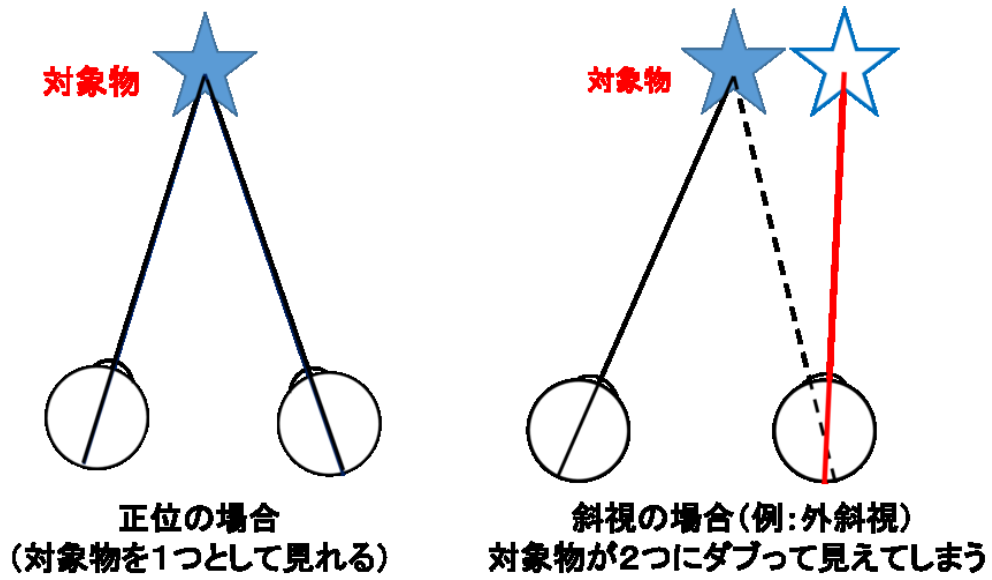 対象物
正位の場合
(対象物を1つとして見れる)
対象物
斜視の場合(例:外斜視)
対象物が2つにダブって見えてしまう